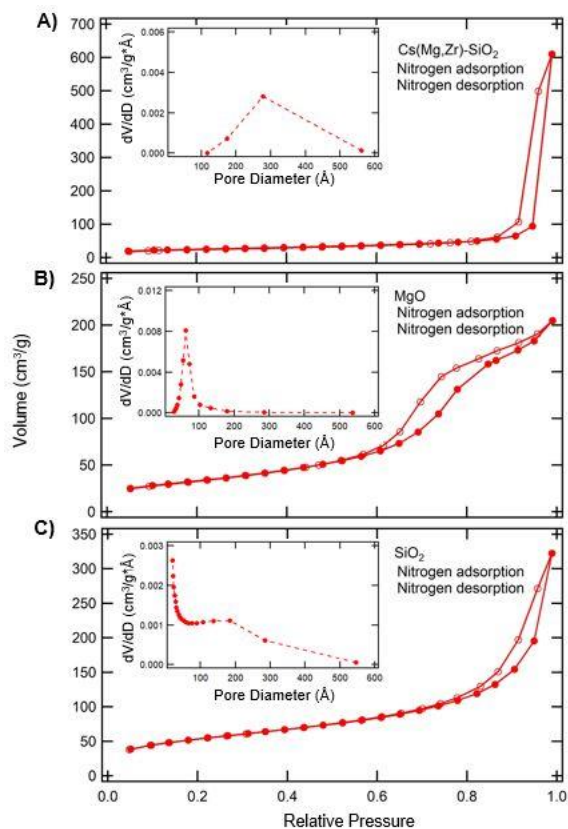 A)
700
600
500
400
300
200
100
0
dV/dD (cm³/g*Å)
0.006
0.004
0.002
0.000
0 100 200 300 400 500 600
Pore Diameter (Å)
Cs(Mg,Zr)-SiO₂
Nitrogen adsorption
Nitrogen desorption
B)
250
200
150
100
50
0
dV/dD (cm³/g*Å)
0.012
0.008
0.004
0.000
0 100 200 300 400 500 600
Pore Diameter (Å)
MgO
Nitrogen adsorption
Nitrogen desorption
Volume (cm³/g)
C)
350
300
250
200
150
100
50
0
dV/dD (cm³/g*Å)
0.003
0.002
0.001
0.000
0 100 200 300 400 500 600
Pore Diameter (Å)
SiO₂
Nitrogen adsorption
Nitrogen desorption
0.0 0.2 0.4 0.6 0.8 1.0
Relative Pressure